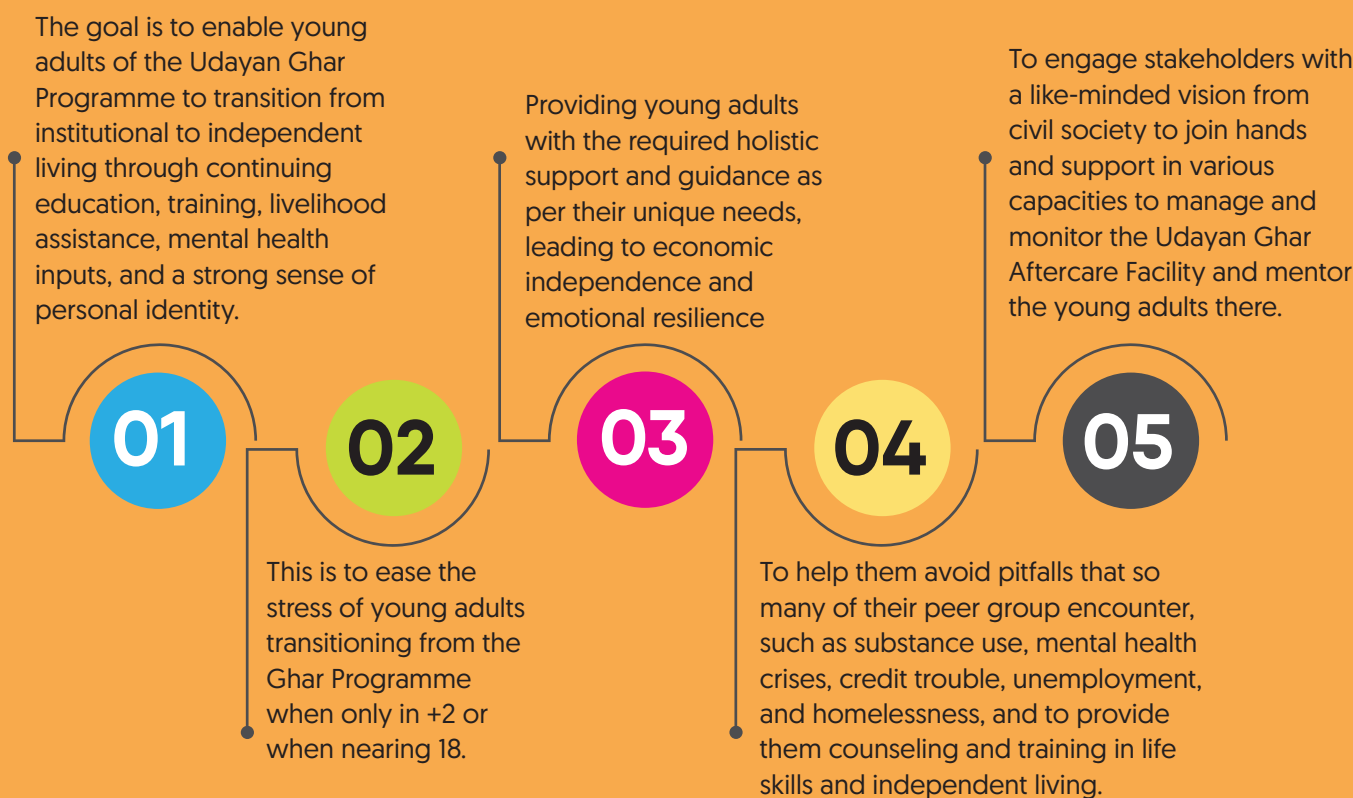 The goal is to enable young
adults of the Udayan Ghar
Programme to transition from
institutional to independent
living through continuing
education, training, livelihood
assistance, mental health
inputs, and a strong sense of
personal identity.
01
This is to ease the
stress of young adults
transitioning from the
Ghar Programme
when only in +2 or
when nearing 18.
02
Providing young adults
with the required holistic
support and guidance as
per their unique needs,
leading to economic
independence and
emotional resilience
03
To help them avoid pitfalls that so
many of their peer group encounter,
such as substance use, mental health
crises, credit trouble, unemployment,
and homelessness, and to provide
them counseling and training in life
skills and independent living.
04
To engage stakeholders with
a like-minded vision from
civil society to join hands
and support in various
capacities to manage and
monitor the Udayan Ghar
Aftercare Facility and mentor
the young adults there.
05